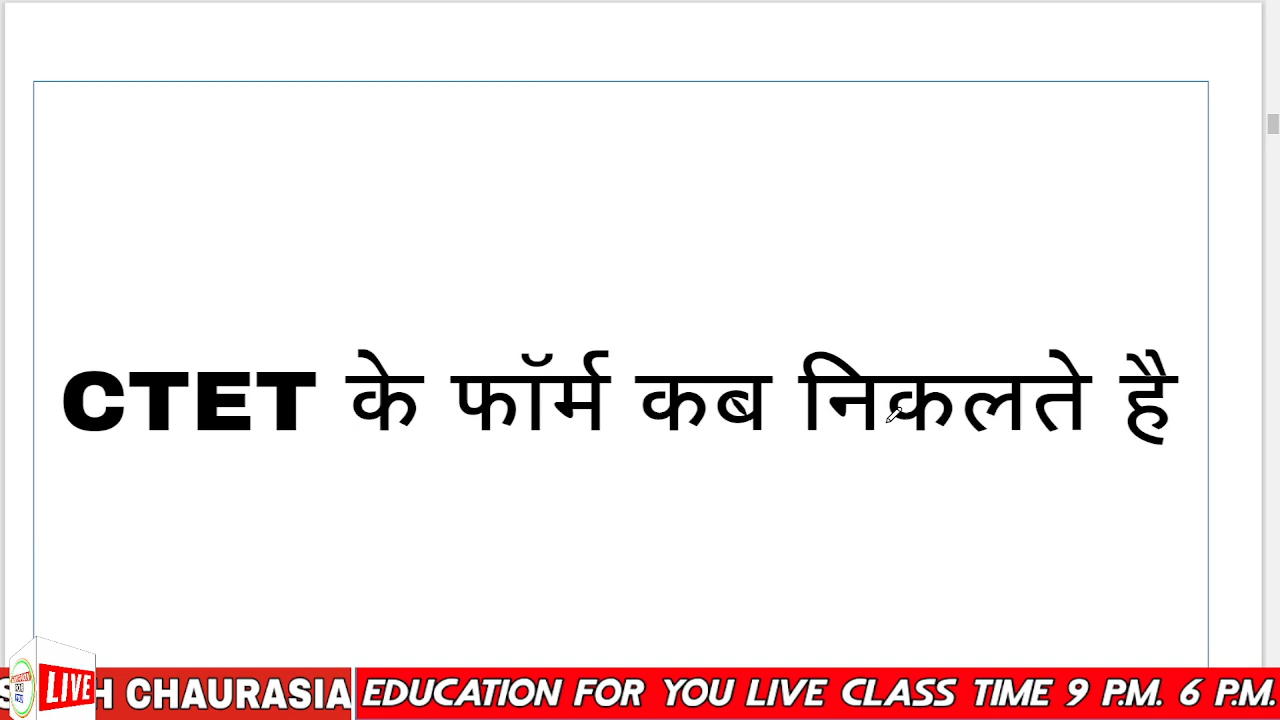 CTET के फॉर्म कब निकलते है
LIVE
CHAURASIA
EDUCATION FOR YOU LIVE CLASS TIME 9 P.M. 6 P.M.